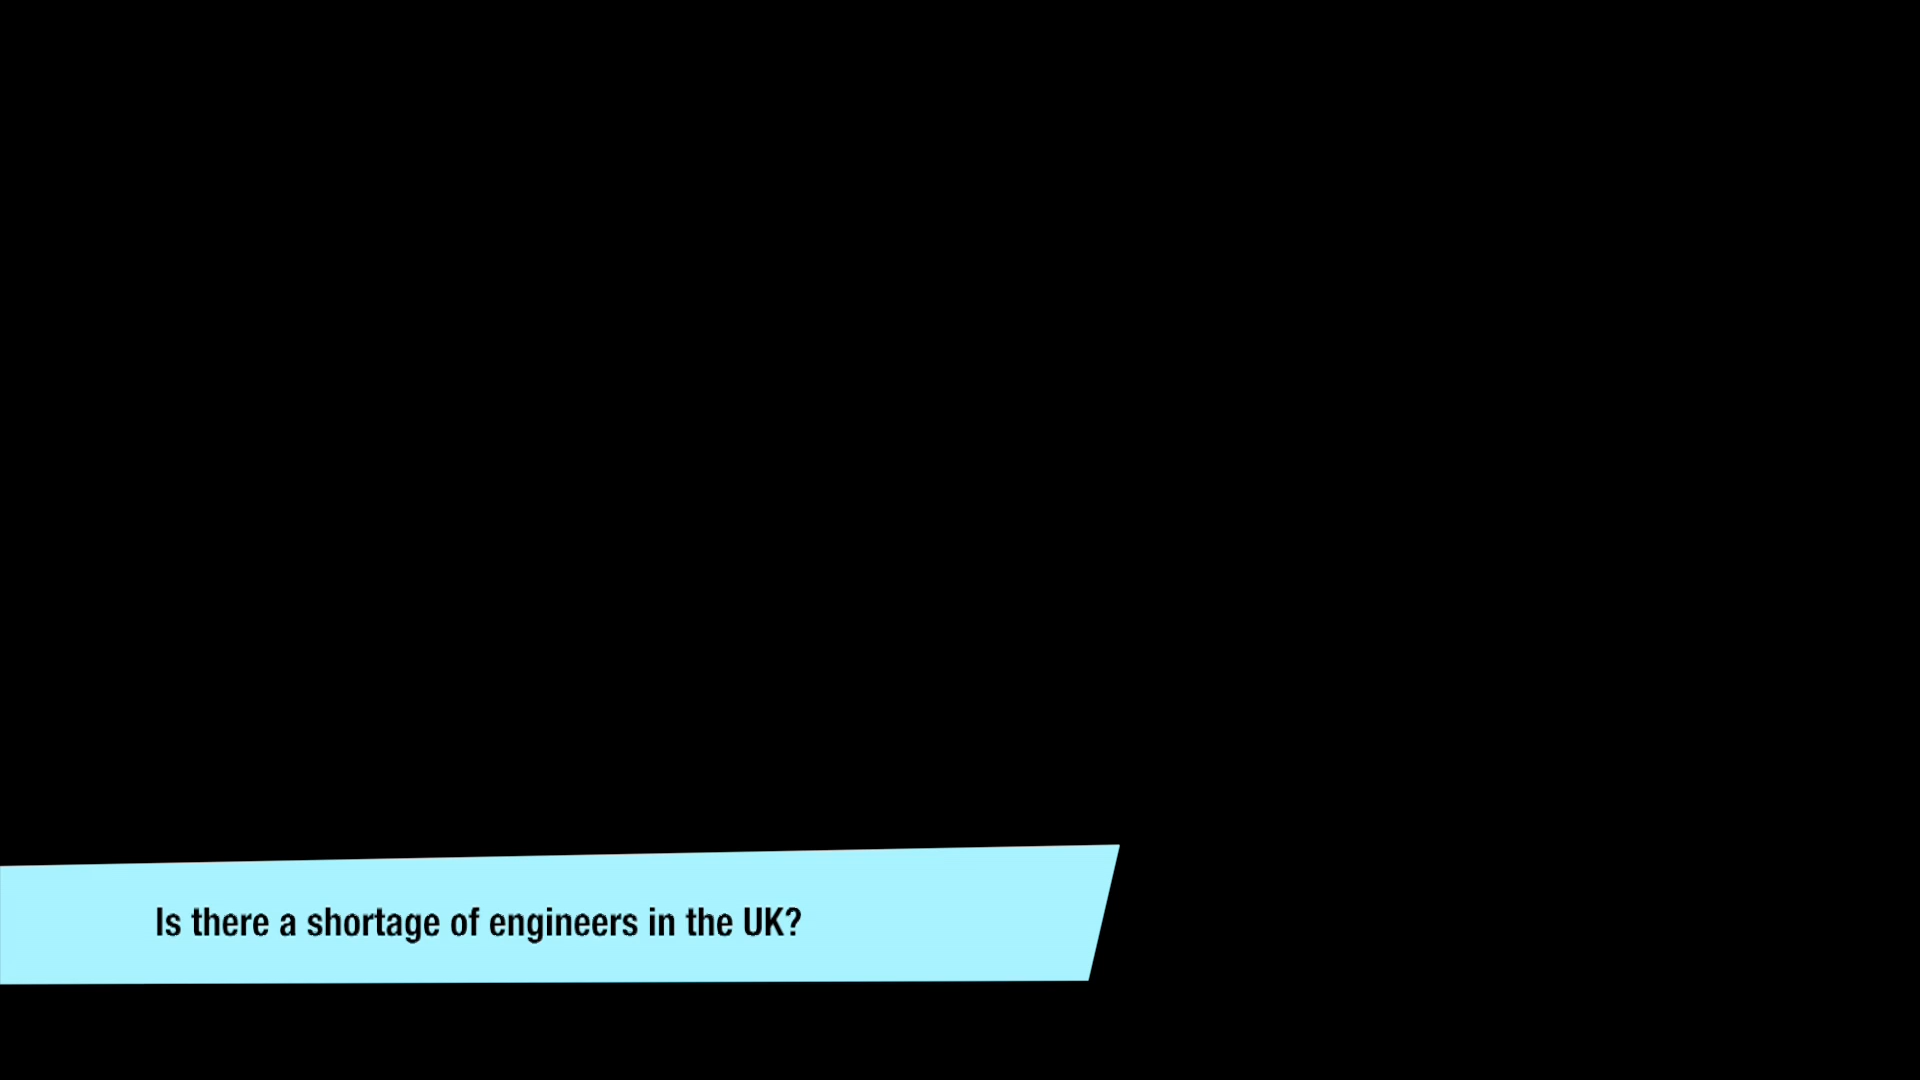 Is there a shortage of engineers in the UK?